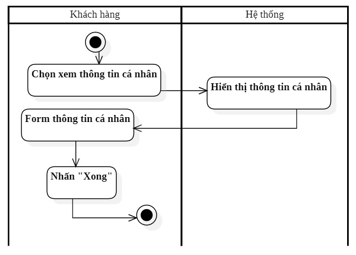 Khách hàng
Hệ thống
Chọn xem thông tin cá nhân
Hiển thị thông tin cá nhân
Form thông tin cá nhân
Nhấn "Xong"